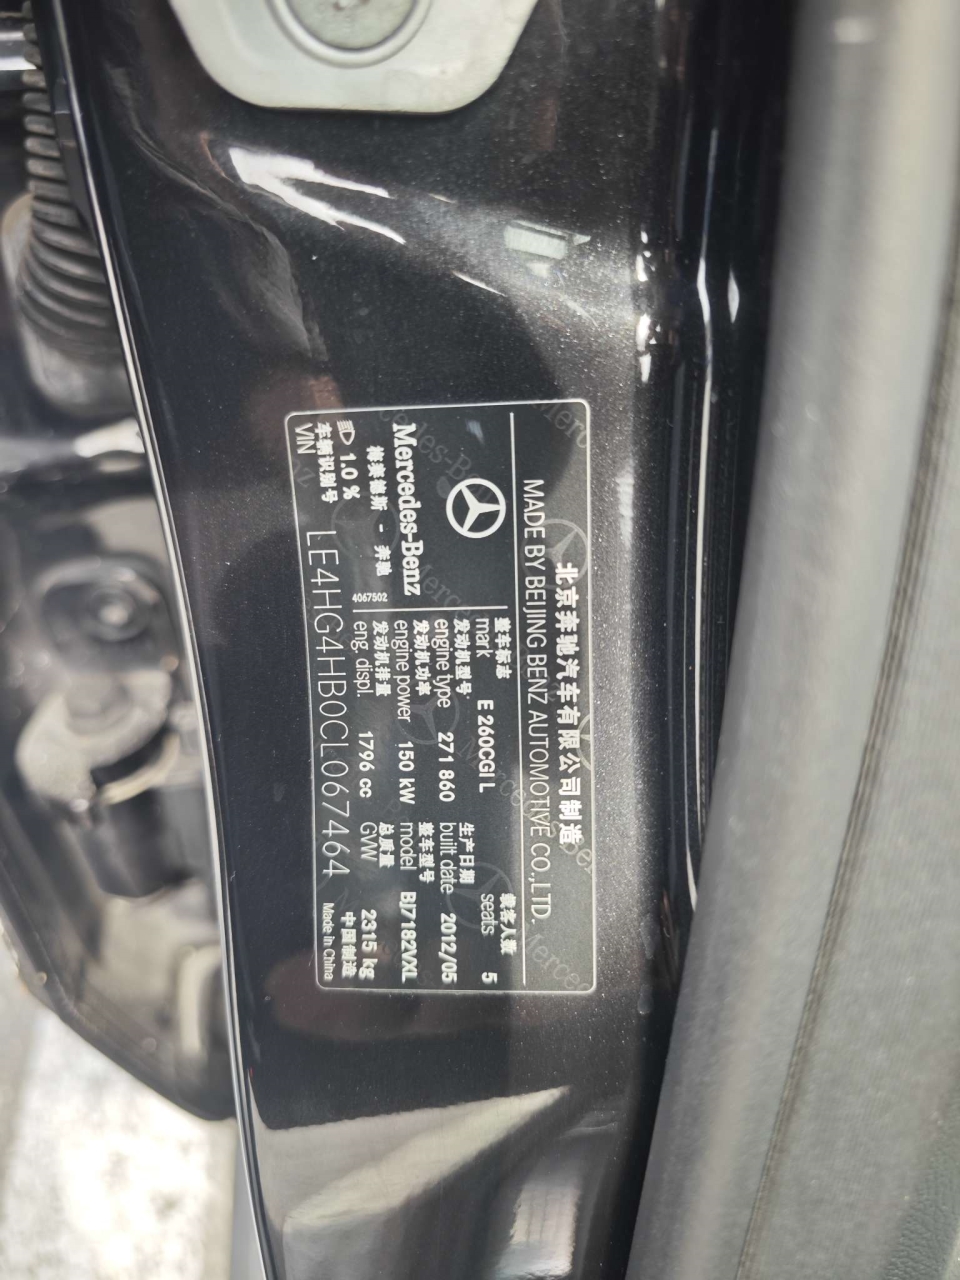 北京奔驰汽车有限公司制造
MADE BY BEIJING BENZ AUTOMOTIVE CO.,LTD.
整车标志
mark E 260CGI L
载客人数
seats 5
发动机型号
engine type 271 860
生产日期
built date 2012/05
发动机功率
engine power 150 kW
整车型号
model BJ7182VXL
发动机排量
eng. displ. 1796 cc
总质量
GVW 2315 kg
Mercedes-Benz
梅赛德斯 - 奔驰
1.0 %
4067502
车辆识别号
VIN LE4HG4HB0CL067464
中国制造
Made in China